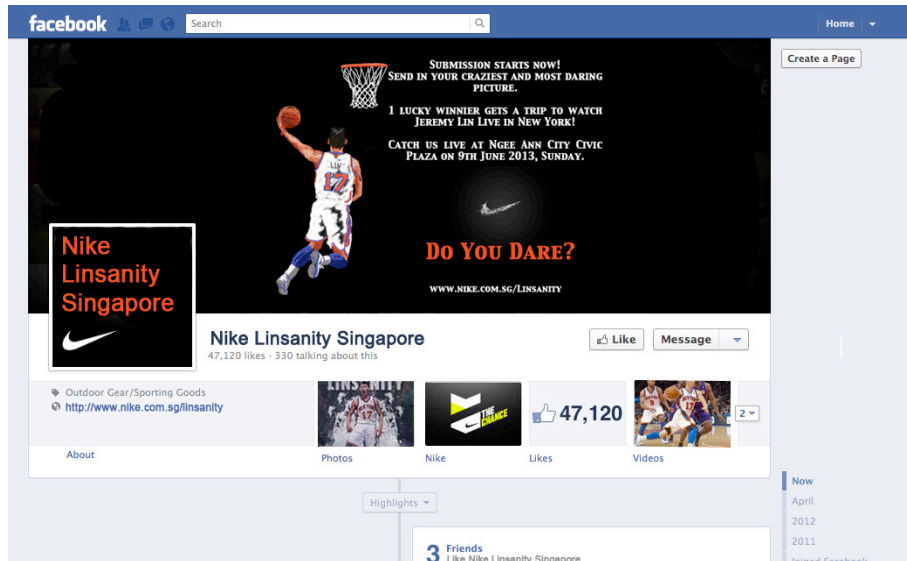 facebook
Search
Home
Create a Page
SUBMISSION STARTS NOW!
SEND IN YOUR CRAZIEST AND MOST DARING
PICTURE.
1 LUCKY WINNIER GETS A TRIP TO WATCH
JEREMY LIN LIVE IN NEW YORK!
CATCH US LIVE AT NGEE ANN CITY CIVIC
PLAZA ON 9TH JUNE 2013, SUNDAY.
LIN
17
DO YOU DARE?
WWW.NIKE.COM.SG/LINSANITY
Nike
Linsanity
Singapore
Nike Linsanity Singapore
47,120 likes · 330 talking about this
Like
Message
Outdoor Gear/Sporting Goods
http://www.nike.com.sg/linsanity
About
LINSANITY
17
Photos
THE
CHANCE
Nike
47,120
Likes
17
Videos
2
Highlights
Now
April
2012
2011
Joined Facebook
3 Friends
Like Nike Linsanity Singapore